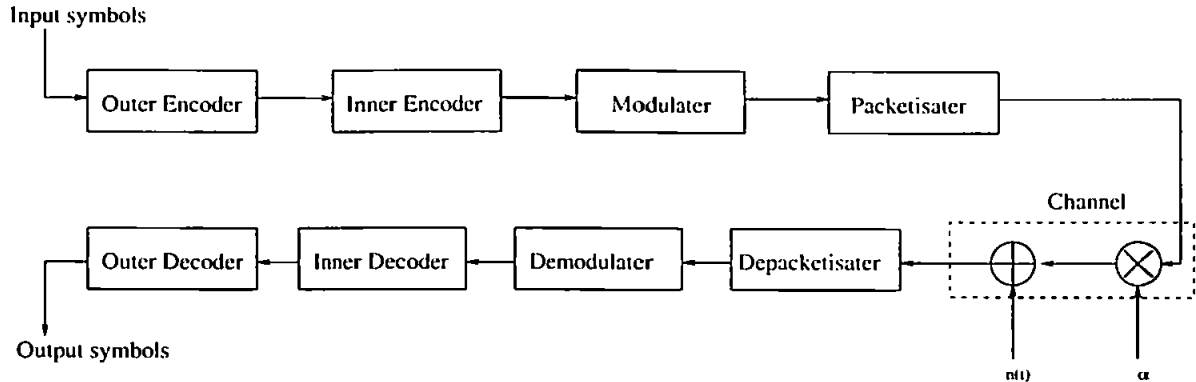 Input symbols
Outer Encoder
Inner Encoder
Modulater
Packetisater
Channel
Outer Decoder
Inner Decoder
Demodulater
Depacketisater
Output symbols
n(t)
α